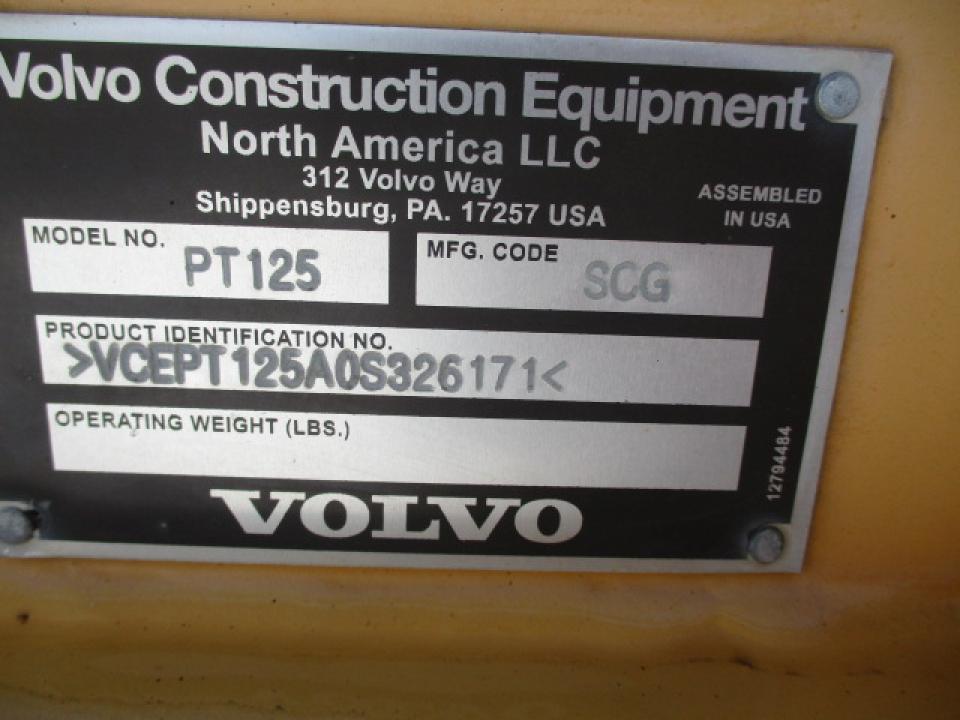 Volvo Construction Equipment
North America LLC
312 Volvo Way
Shippensburg, PA. 17257 USA
ASSEMBLED
IN USA
MODEL NO.
PT125
MFG. CODE
SCG
PRODUCT IDENTIFICATION NO.
>VCEPT125A0S326171<
OPERATING WEIGHT (LBS.)
12794484
VOLVO